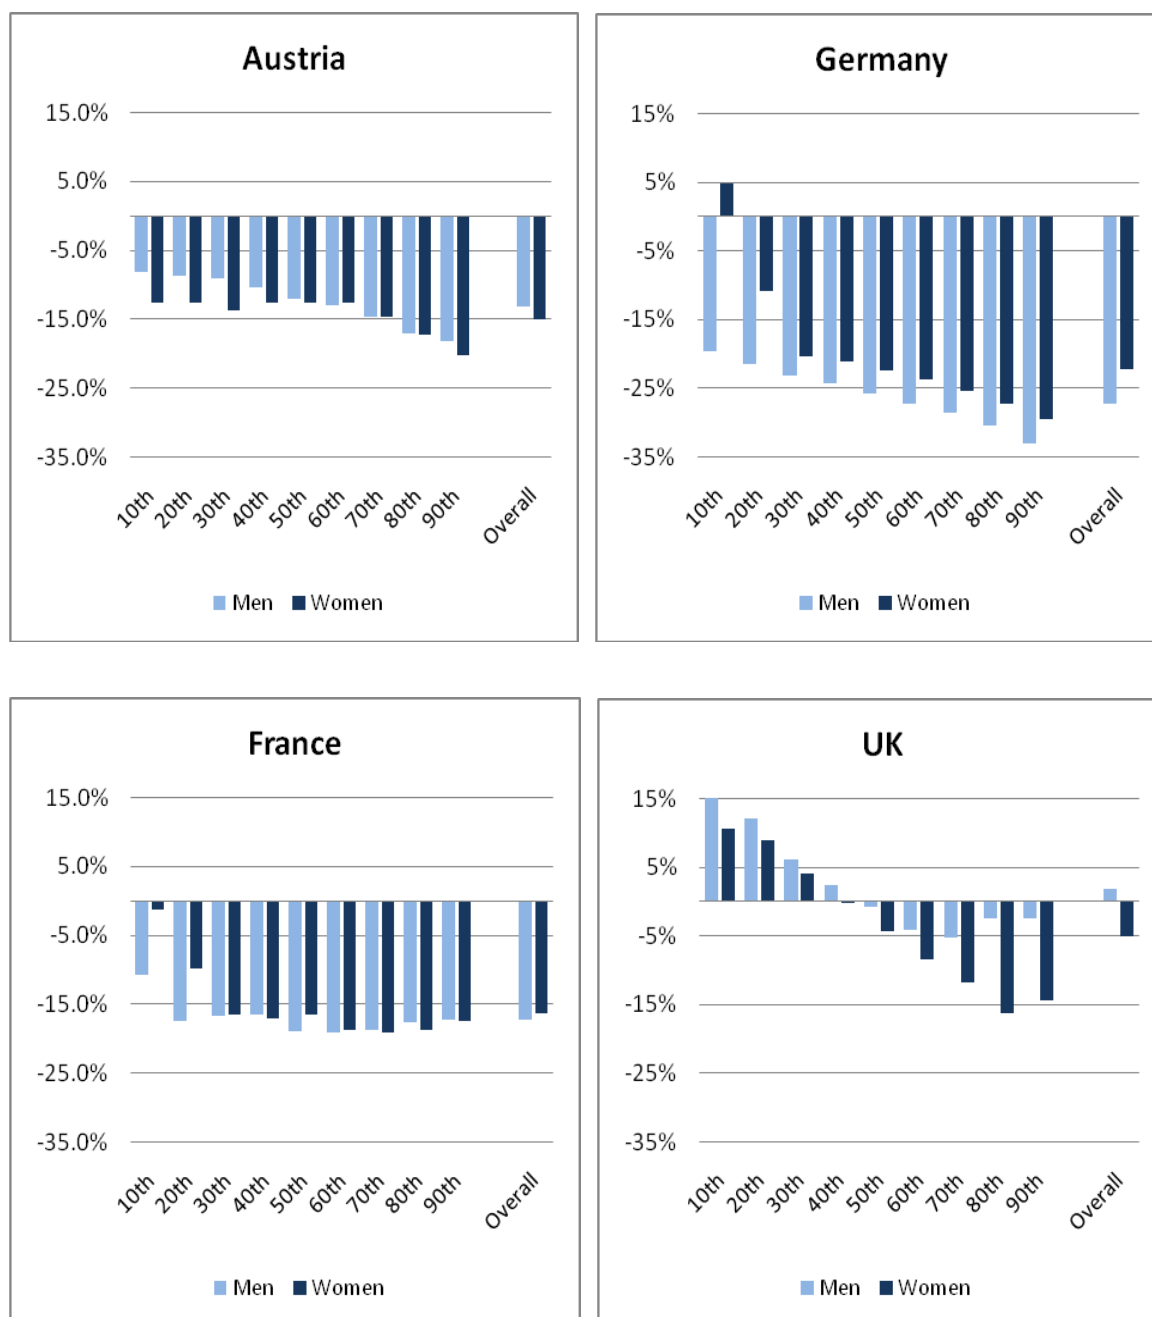 Austria
15.0%
5.0%
-5.0%
-15.0%
-25.0%
-35.0%
10th 20th 30th 40th 50th 60th 70th 80th 90th Overall
Men Women
Germany
15%
5%
-5%
-15%
-25%
-35%
10th 20th 30th 40th 50th 60th 70th 80th 90th Overall
Men Women
France
15.0%
5.0%
-5.0%
-15.0%
-25.0%
-35.0%
10th 20th 30th 40th 50th 60th 70th 80th 90th Overall
Men Women
UK
15%
5%
-5%
-15%
-25%
-35%
10th 20th 30th 40th 50th 60th 70th 80th 90th Overall
Men Women